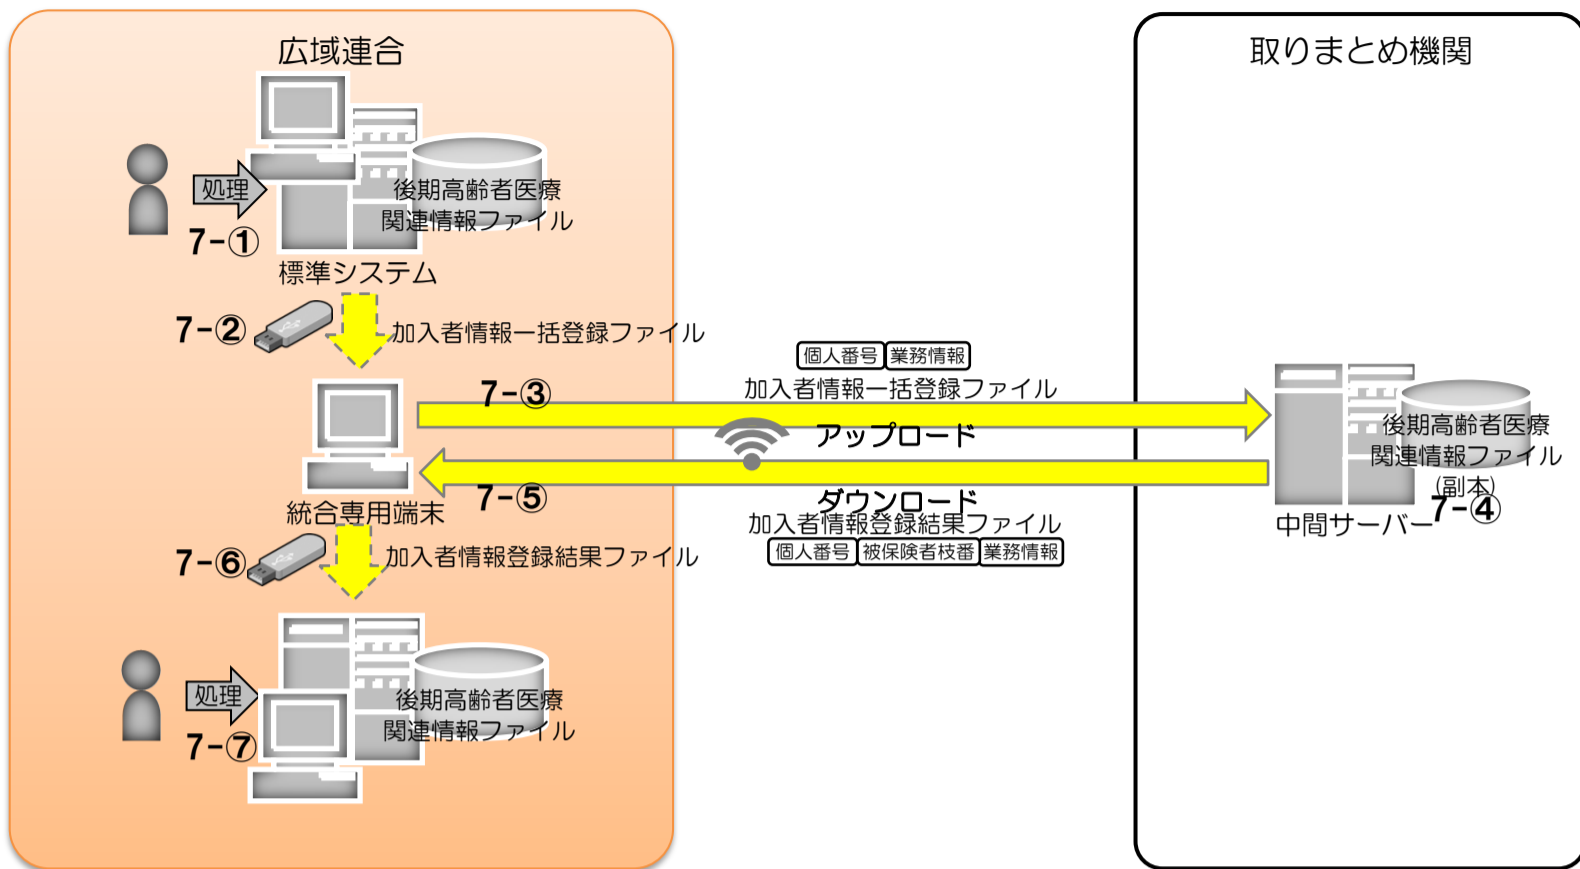 広域連合
取りまとめ機関
処理
後期高齢者医療
関連情報ファイル
7-①
標準システム
7-②
加入者情報一括登録ファイル
個人番号 業務情報
加入者情報一括登録ファイル
7-③
アップロード
後期高齢者医療
関連情報ファイル
(副本)
7-④
中間サーバー
7-⑤
ダウンロード
加入者情報登録結果ファイル
個人番号 被保険者枝番 業務情報
統合専用端末
7-⑥
加入者情報登録結果ファイル
処理
後期高齢者医療
関連情報ファイル
7-⑦